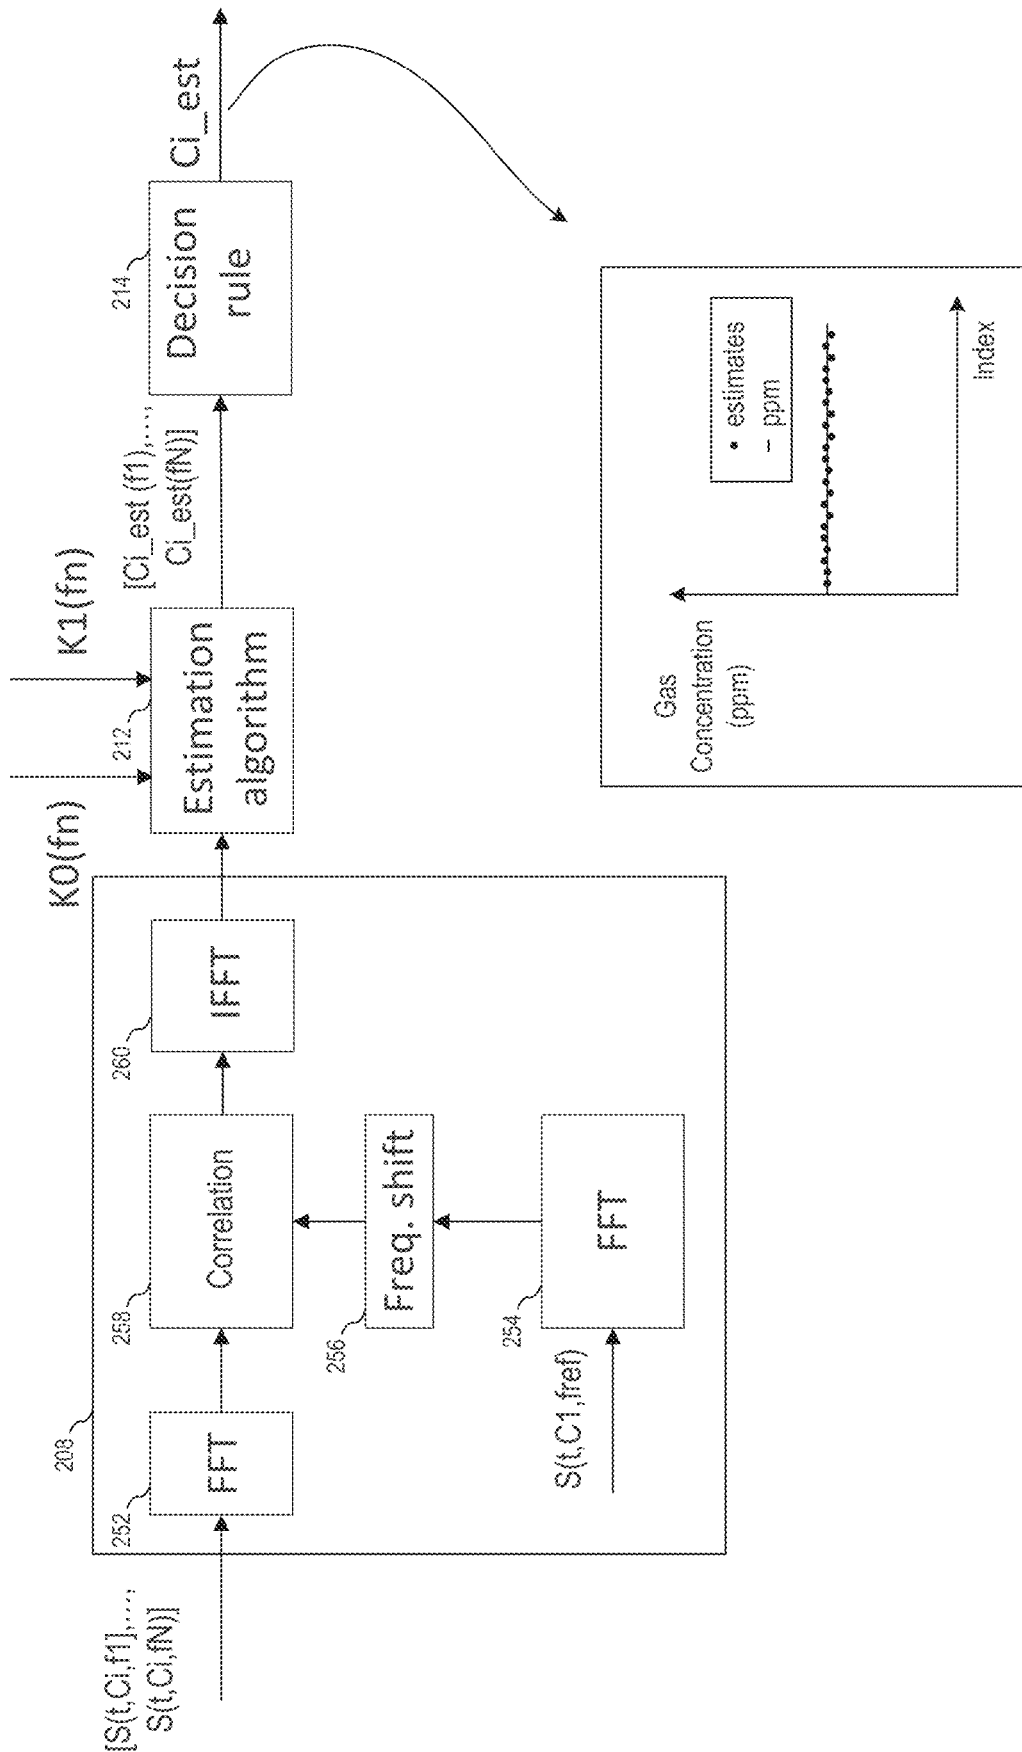 [S(t,Ci,f1],...,
S(t,Ci,fN)]
208
252
FFT
258
Correlation
260
IFFT
256
Freq. shift
254
FFT
S(t,C1,fref)
K0(fn)
K1(fn)
212
Estimation
algorithm
[Ci_est (f1),...,
Ci_est(fN)]
214
Decision
rule
Ci_est
Gas
Concentration
(ppm)
estimates
ppm
Index